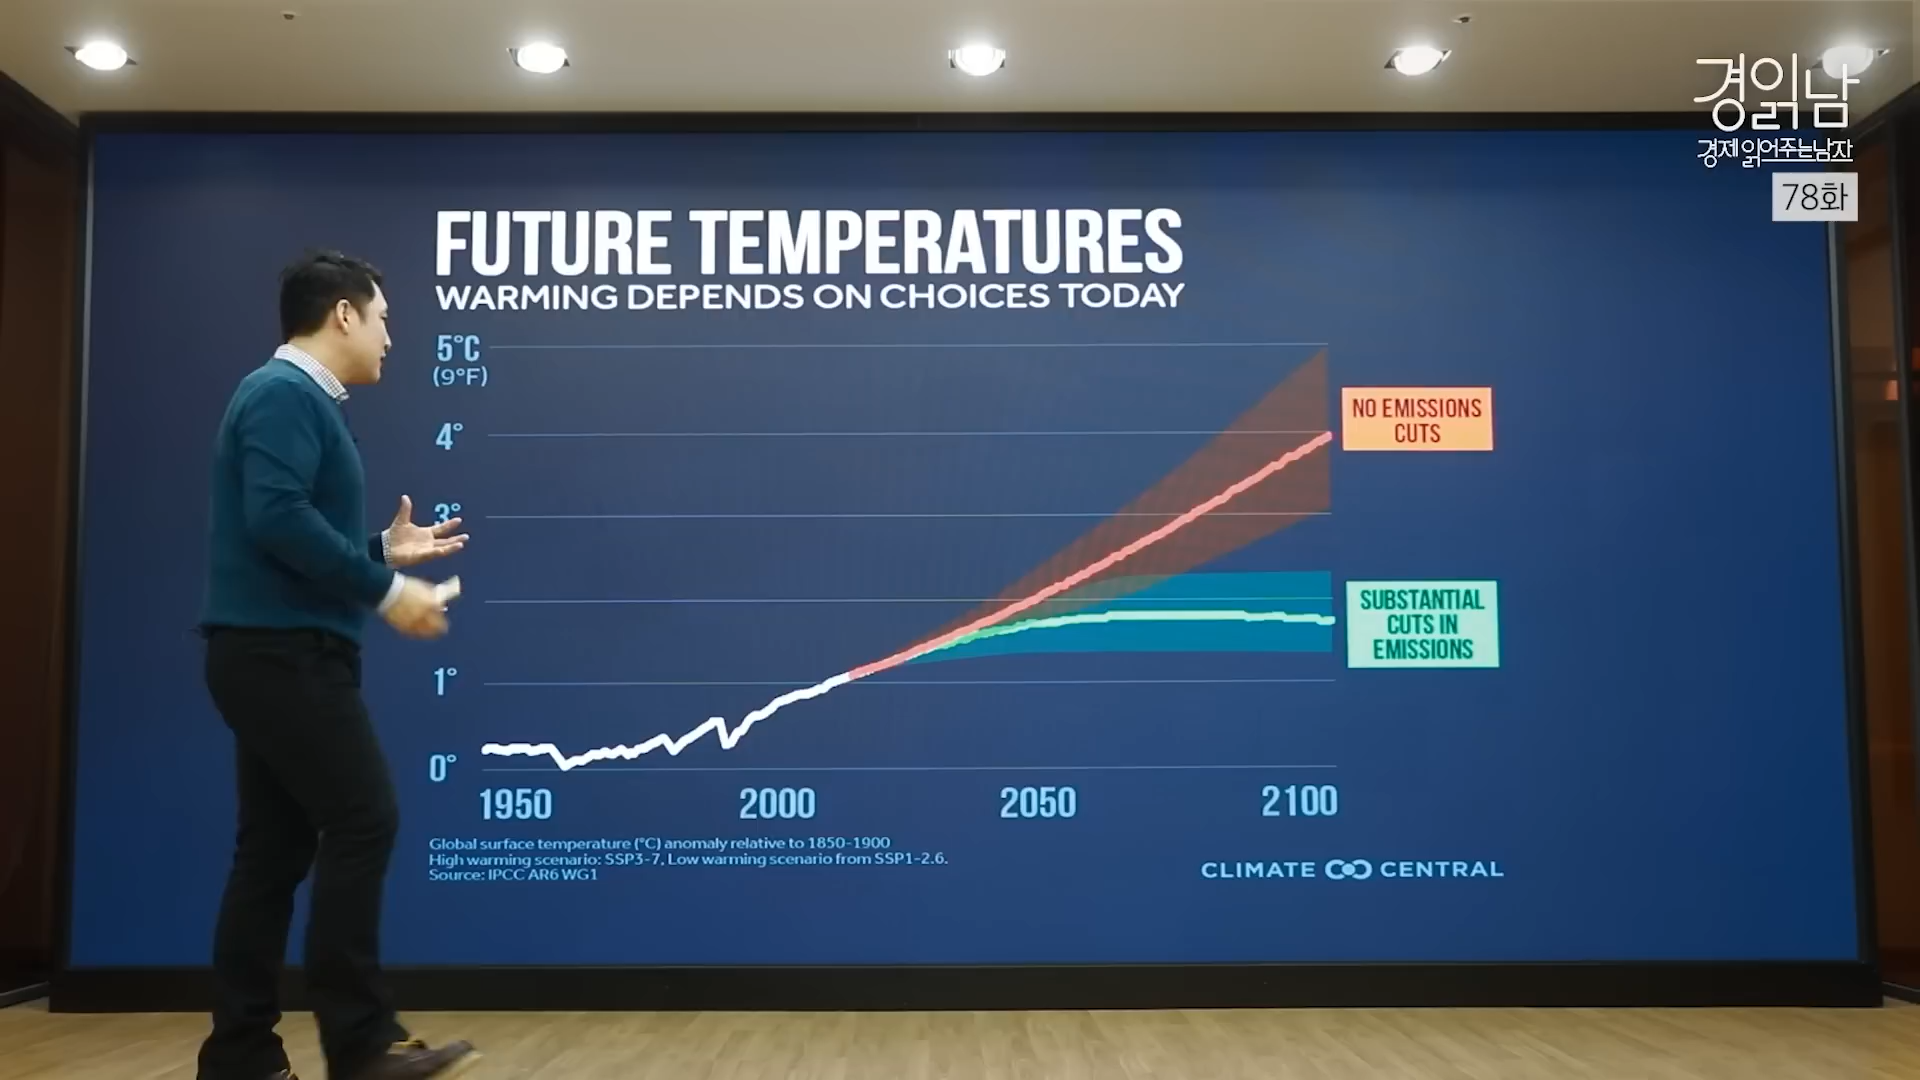 경읽남
경제 읽어주는남자
78화
FUTURE TEMPERATURES
WARMING DEPENDS ON CHOICES TODAY
5°C
(9°F)
4°
3°
1°
0°
1950
2000
2050
2100
NO EMISSIONS
CUTS
SUBSTANTIAL
CUTS IN
EMISSIONS
Global surface temperature (°C) anomaly relative to 1850-1900
High warming scenario: SSP3-7, Low warming scenario from SSP1-2.6.
Source: IPCC AR6 WG1
CLIMATE CENTRAL